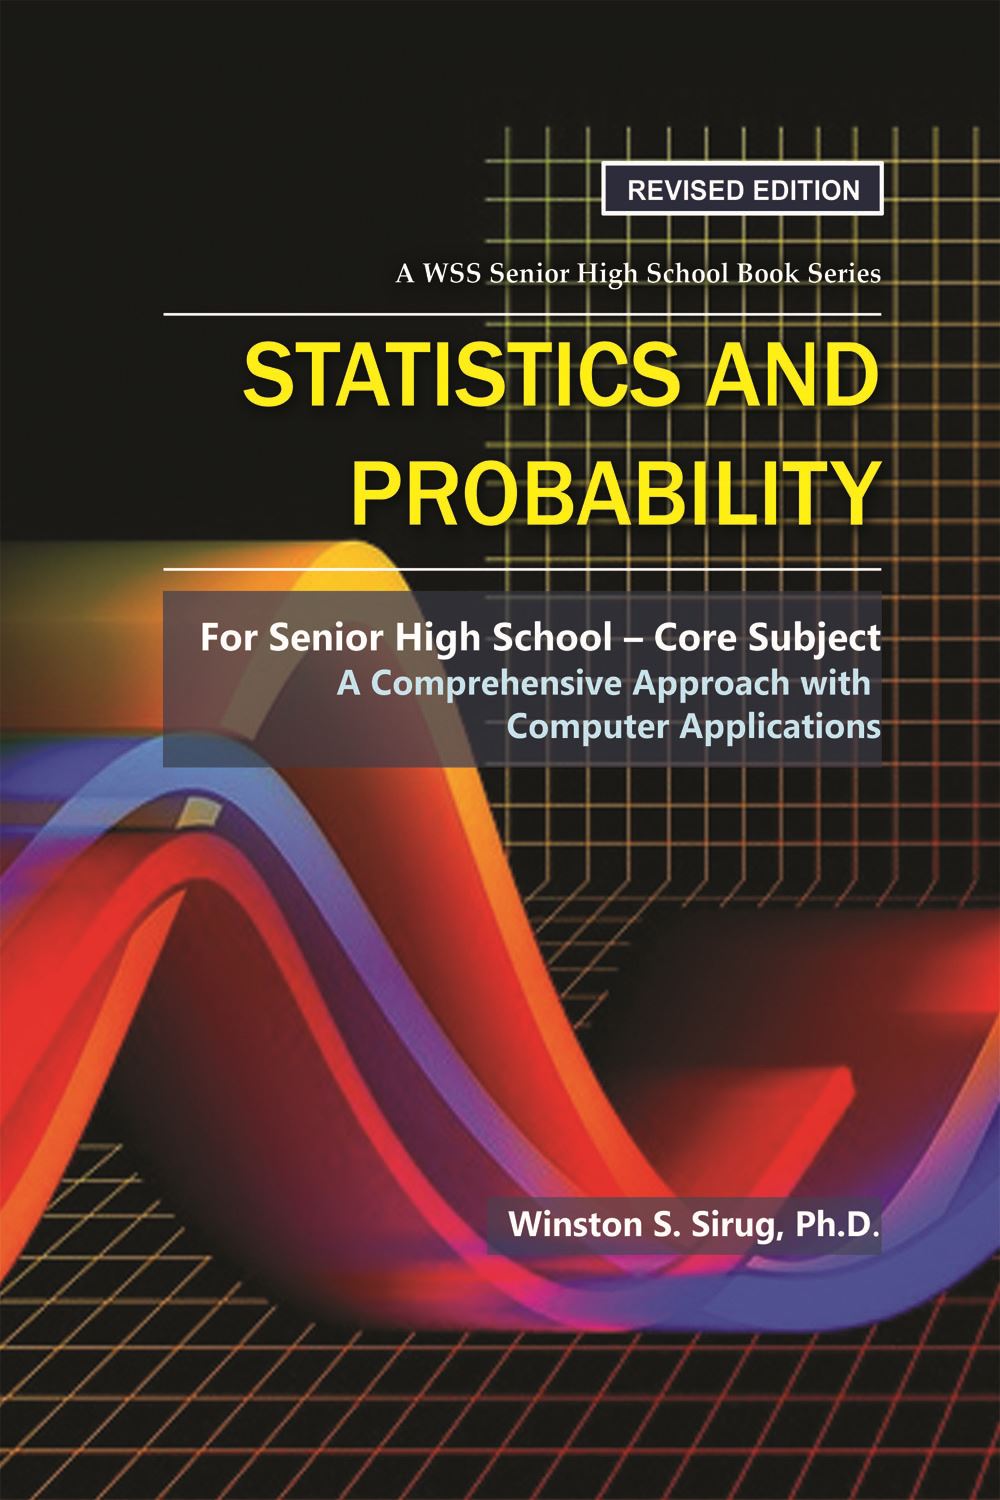 REVISED EDITION
A WSS Senior High School Book Series
STATISTICS AND
PROBABILITY
For Senior High School – Core Subject
A Comprehensive Approach with
Computer Applications
Winston S. Sirug, Ph.D.